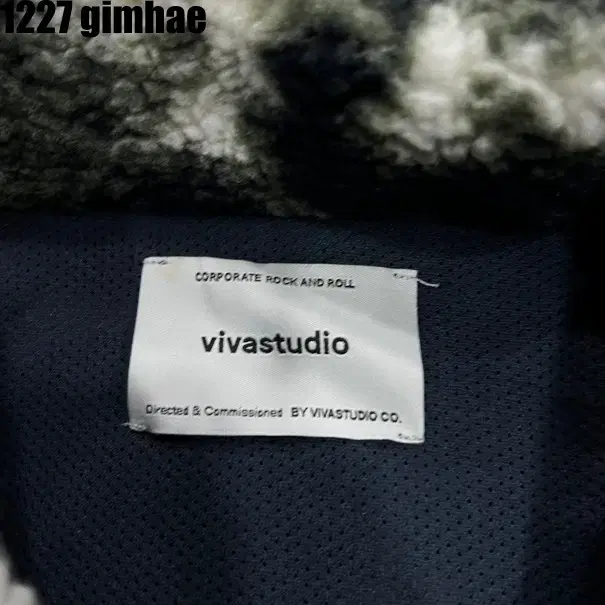 1227 gimhae
CORPORATE ROCK AND ROLL
vivastudio
Directed & Commissioned BY VIVASTUDIO CO.